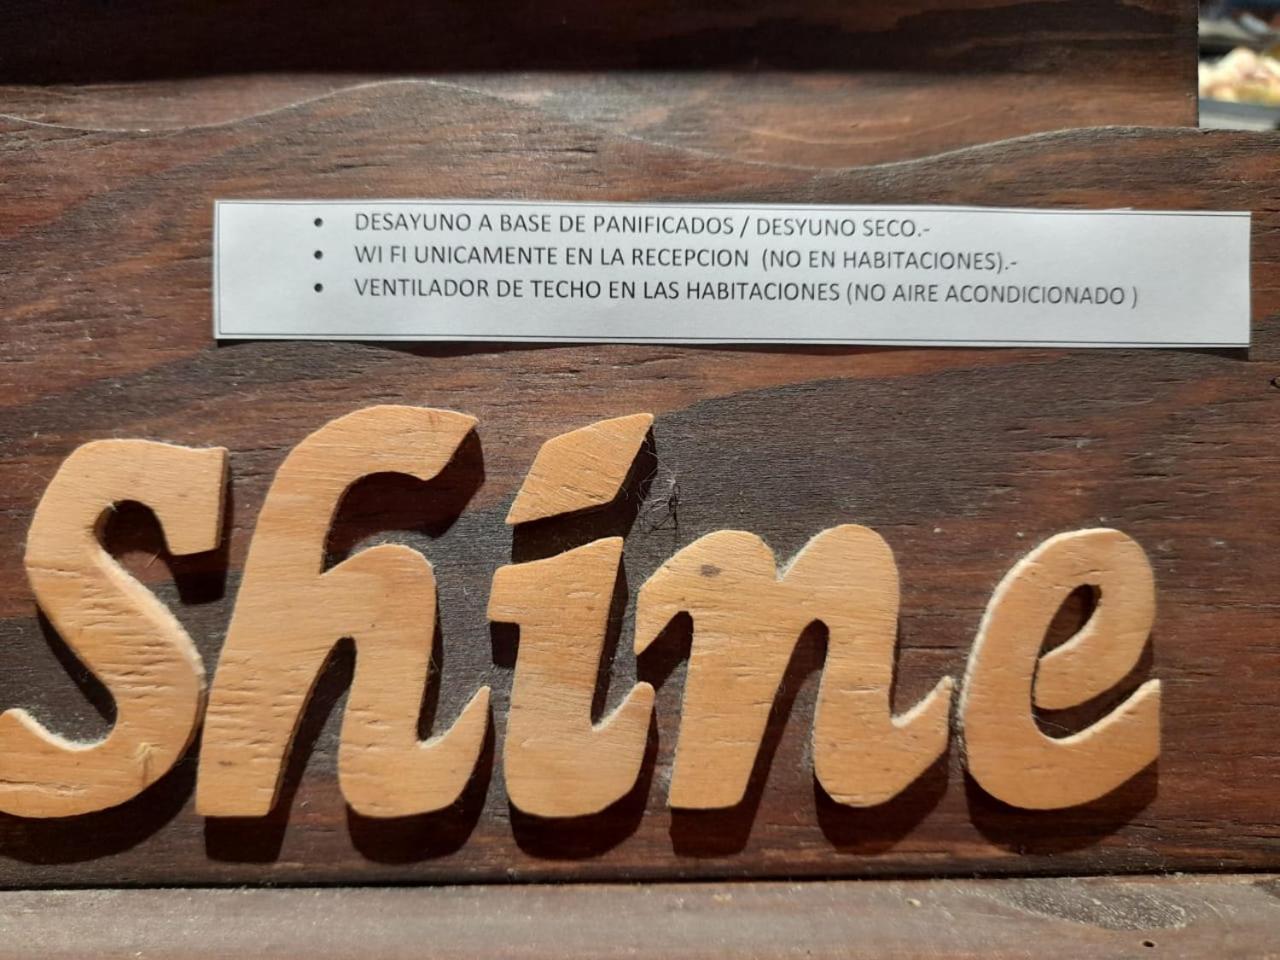 • DESAYUNO A BASE DE PANIFICADOS / DESYUNO SECO.-
• WI FI UNICAMENTE EN LA RECEPCION (NO EN HABITACIONES).-
• VENTILADOR DE TECHO EN LAS HABITACIONES (NO AIRE ACONDICIONADO )
Shine